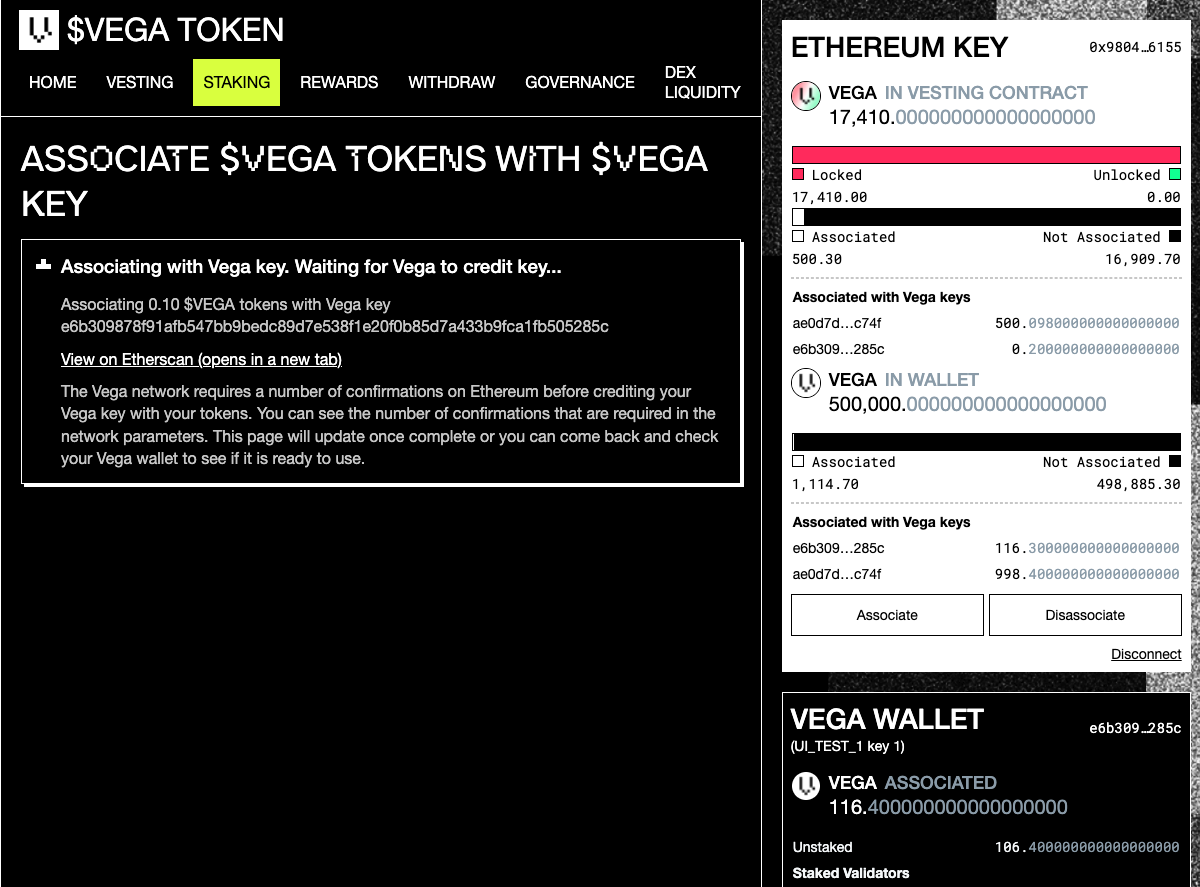 $VEGA TOKEN
HOME VESTING STAKING REWARDS WITHDRAW GOVERNANCE DEX LIQUIDITY
ASSOCIATE $VEGA TOKENS WITH $VEGA
KEY
Associating with Vega key. Waiting for Vega to credit key...
Associating 0.10 $VEGA tokens with Vega key
e6b309878f91afb547bb9bedc89d7e538f1e20f0b85d7a433b9fca1fb505285c
View on Etherscan (opens in a new tab)
The Vega network requires a number of confirmations on Ethereum before crediting your
Vega key with your tokens. You can see the number of confirmations that are required in the
network parameters. This page will update once complete or you can come back and check
your Vega wallet to see if it is ready to use.
ETHEREUM KEY 0x9804…6155
VEGA IN VESTING CONTRACT
17,410.000000000000000000
Locked Unlocked
17,410.00 0.00
Associated Not Associated
500.30 16,909.70
Associated with Vega keys
ae0d7d…c74f 500.098000000000000000
e6b309…285c 0.200000000000000000
VEGA IN WALLET
500,000.000000000000000000
Associated Not Associated
1,114.70 498,885.30
Associated with Vega keys
e6b309…285c 116.300000000000000000
ae0d7d…c74f 998.400000000000000000
Associate Disassociate
Disconnect
VEGA WALLET e6b309…285c
(UI_TEST_1 key 1)
VEGA ASSOCIATED
116.400000000000000000
Unstaked 106.400000000000000000
Staked Validators